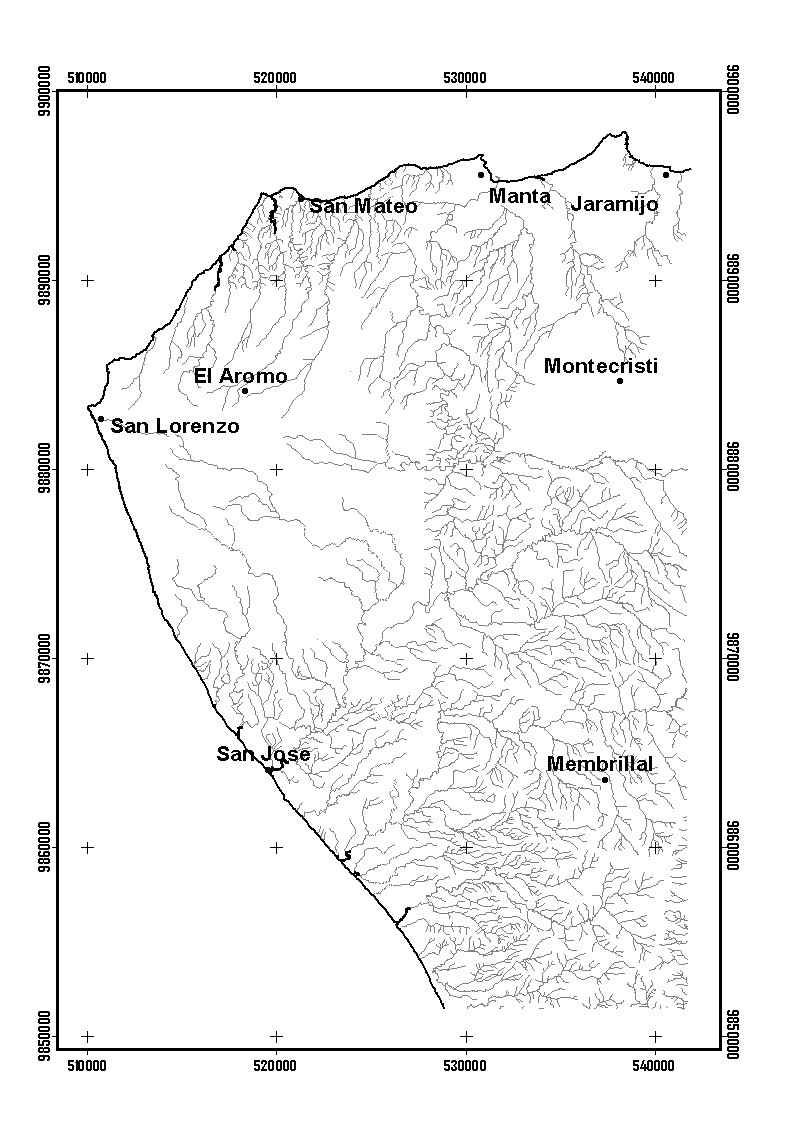 510000 520000 530000 540000
9900000 9900000
San Mateo Manta Jaramijo
9890000 9890000
Montecristi
El Aromo
San Lorenzo
9880000 9880000
9870000 9870000
San Jose Membrillal
9860000 9860000
9850000 9850000
510000 520000 530000 540000